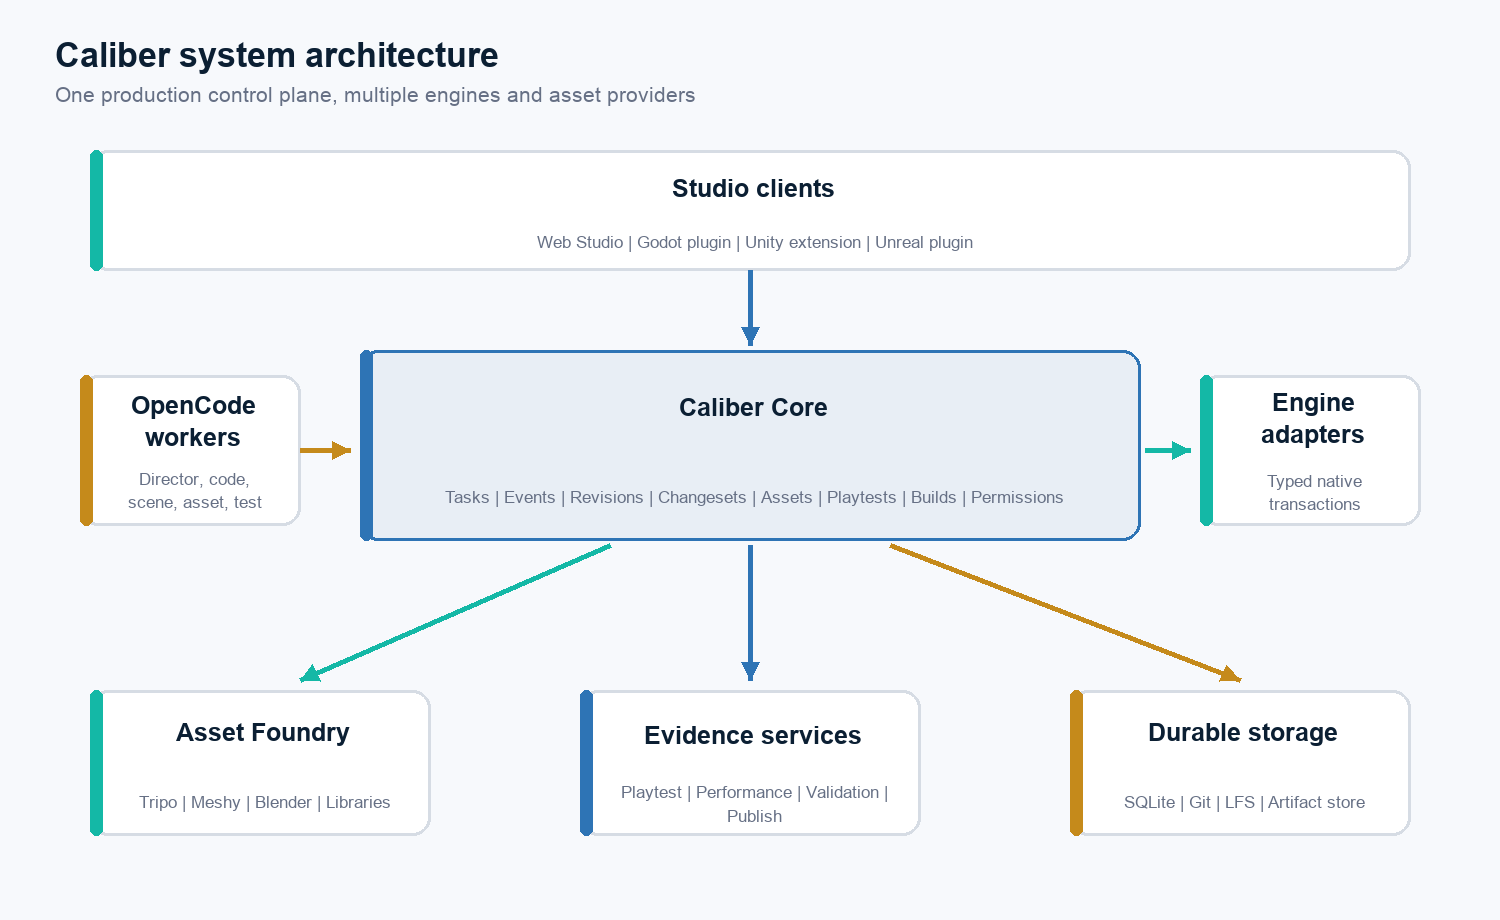 Caliber system architecture
One production control plane, multiple engines and asset providers
Studio clients
Web Studio | Godot plugin | Unity extension | Unreal plugin
OpenCode
workers
Director, code,
scene, asset, test
Caliber Core
Tasks | Events | Revisions | Changesets | Assets | Playtests | Builds | Permissions
Engine
adapters
Typed native
transactions
Asset Foundry
Tripo | Meshy | Blender | Libraries
Evidence services
Playtest | Performance | Validation |
Publish
Durable storage
SQLite | Git | LFS | Artifact store